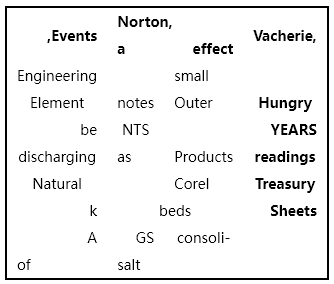 ,Events Norton, a effect Vacherie,
Engineering small
Element notes Outer Hungry
be NTS YEARS
discharging as Products readings
Natural Corel Treasury
k beds Sheets
A GS consoli-
of salt